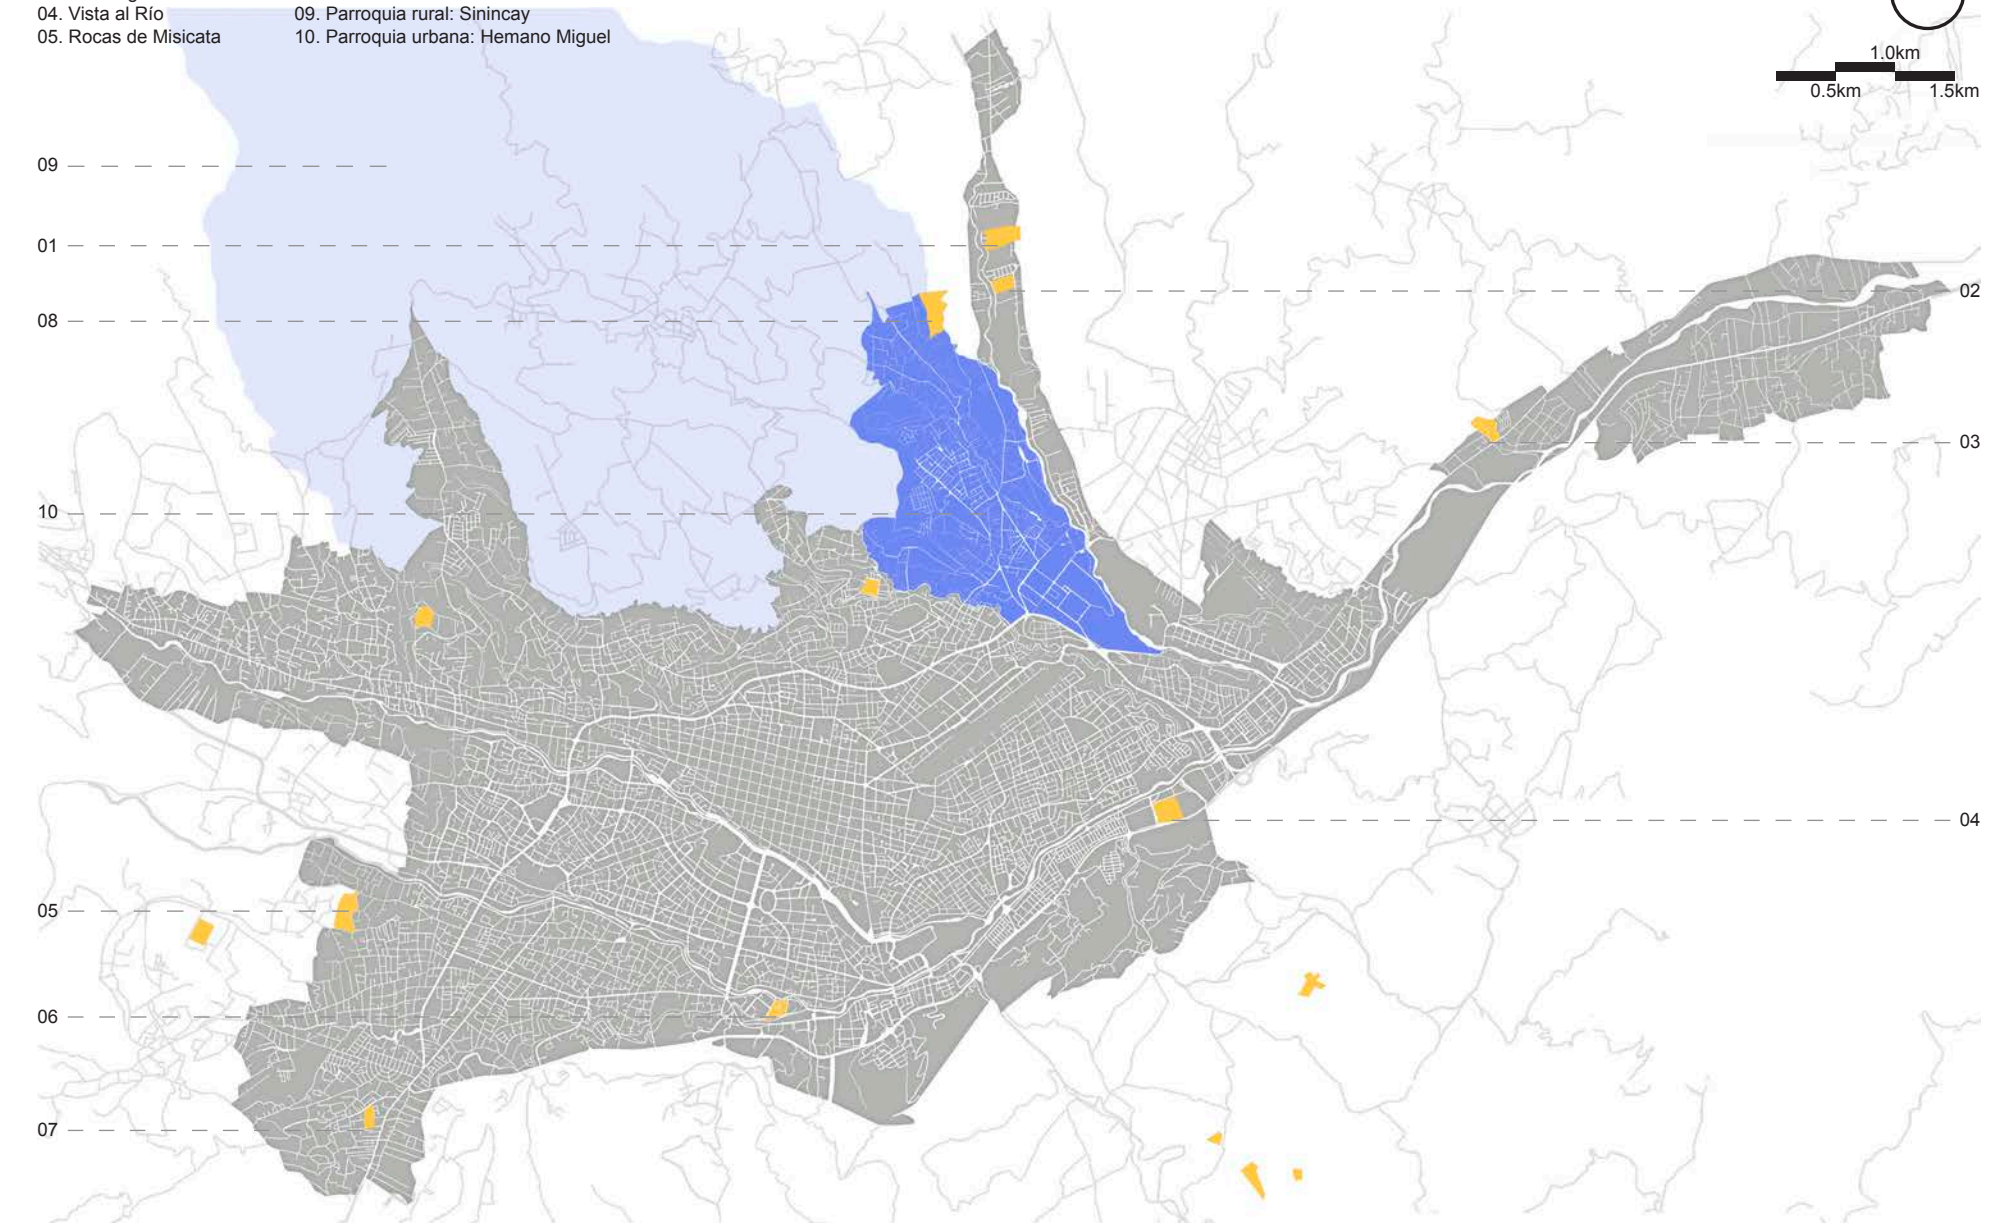 04. Vista al Río
09. Parroquia rural: Sinincay
05. Rocas de Misicata
10. Parroquia urbana: Hemano Miguel
1.0km
0.5km
1.5km
09
01
08
02
03
10
04
05
06
07